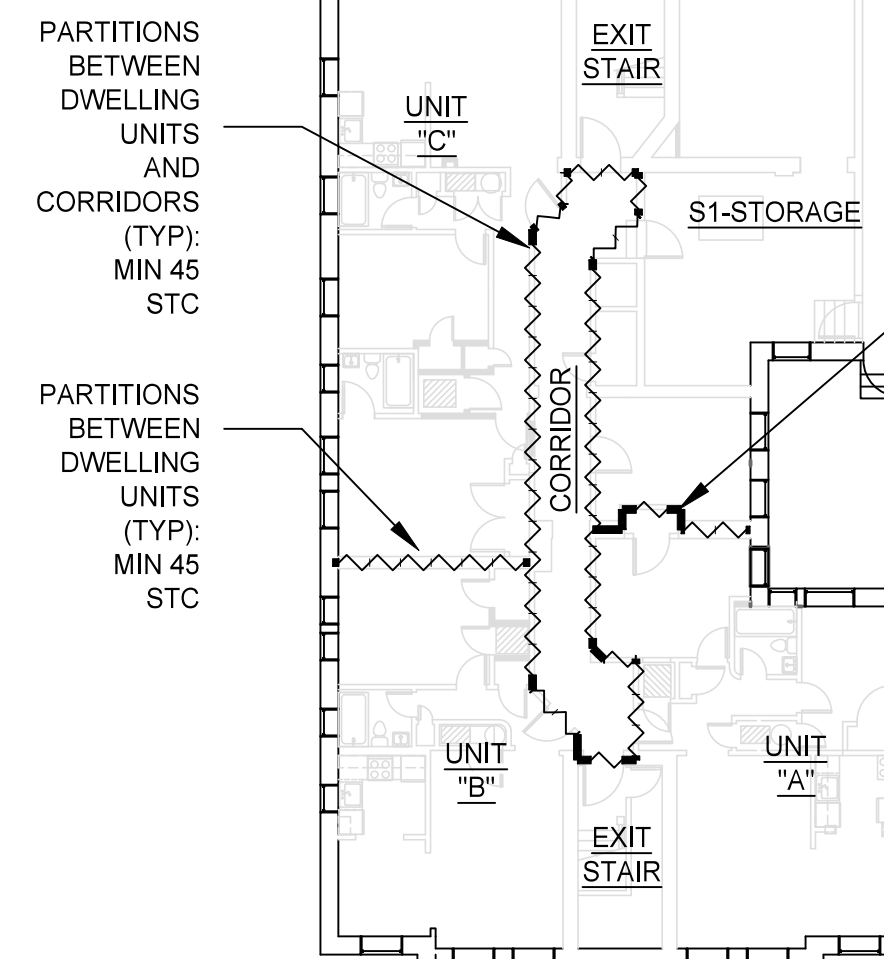 PARTITIONS
BETWEEN
DWELLING
UNITS
AND
CORRIDORS
(TYP):
MIN 45
STC
PARTITIONS
BETWEEN
DWELLING
UNITS
(TYP):
MIN 45
STC
UNIT
"C"
EXIT
STAIR
S1-STORAGE
CORRIDOR
UNIT
"B"
UNIT
"A"
EXIT
STAIR